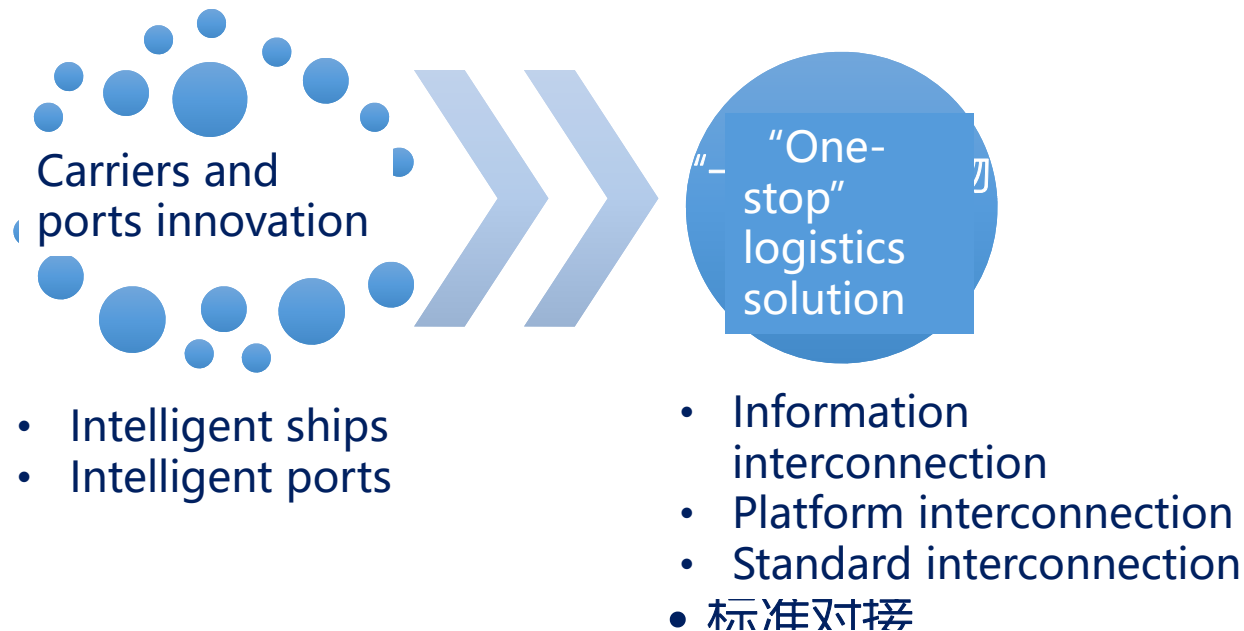 Carriers and
ports innovation
“One-
stop”
logistics
solution
• Intelligent ships
• Intelligent ports
• Information
interconnection
• Platform interconnection
• Standard interconnection
• 标准对接